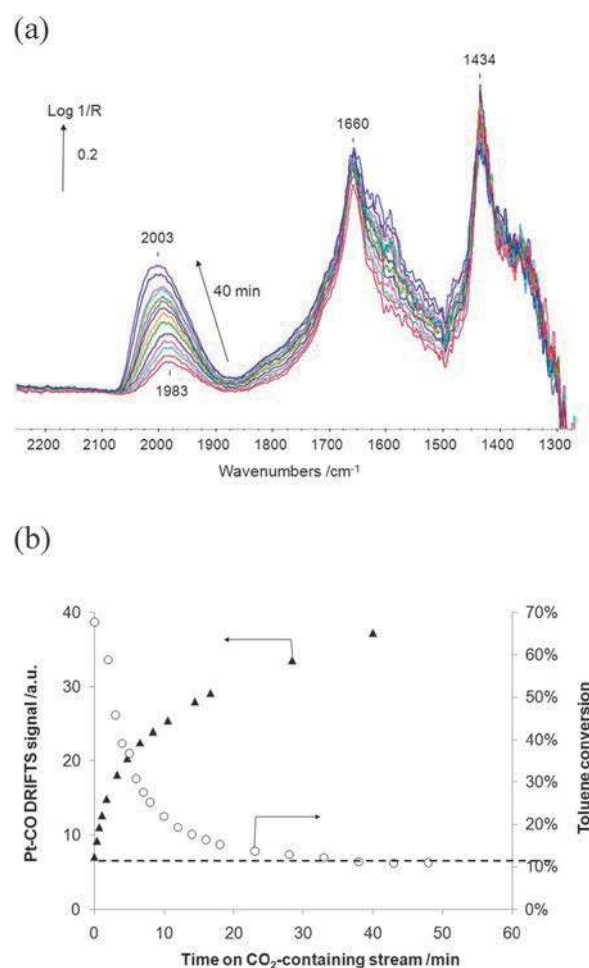 (a)
Log 1/R
0.2
2003
1983
40 min
1660
1434
2200 2100 2000 1900 1800 1700 1600 1500 1400 1300
Wavenumbers /cm⁻¹
(b)
Pt-CO DRIFTS signal /a.u.
40
30
20
10
0
70%
60%
50%
40%
30%
20%
10%
0%
Toluene conversion
0 10 20 30 40 50 60
Time on CO₂-containing stream /min